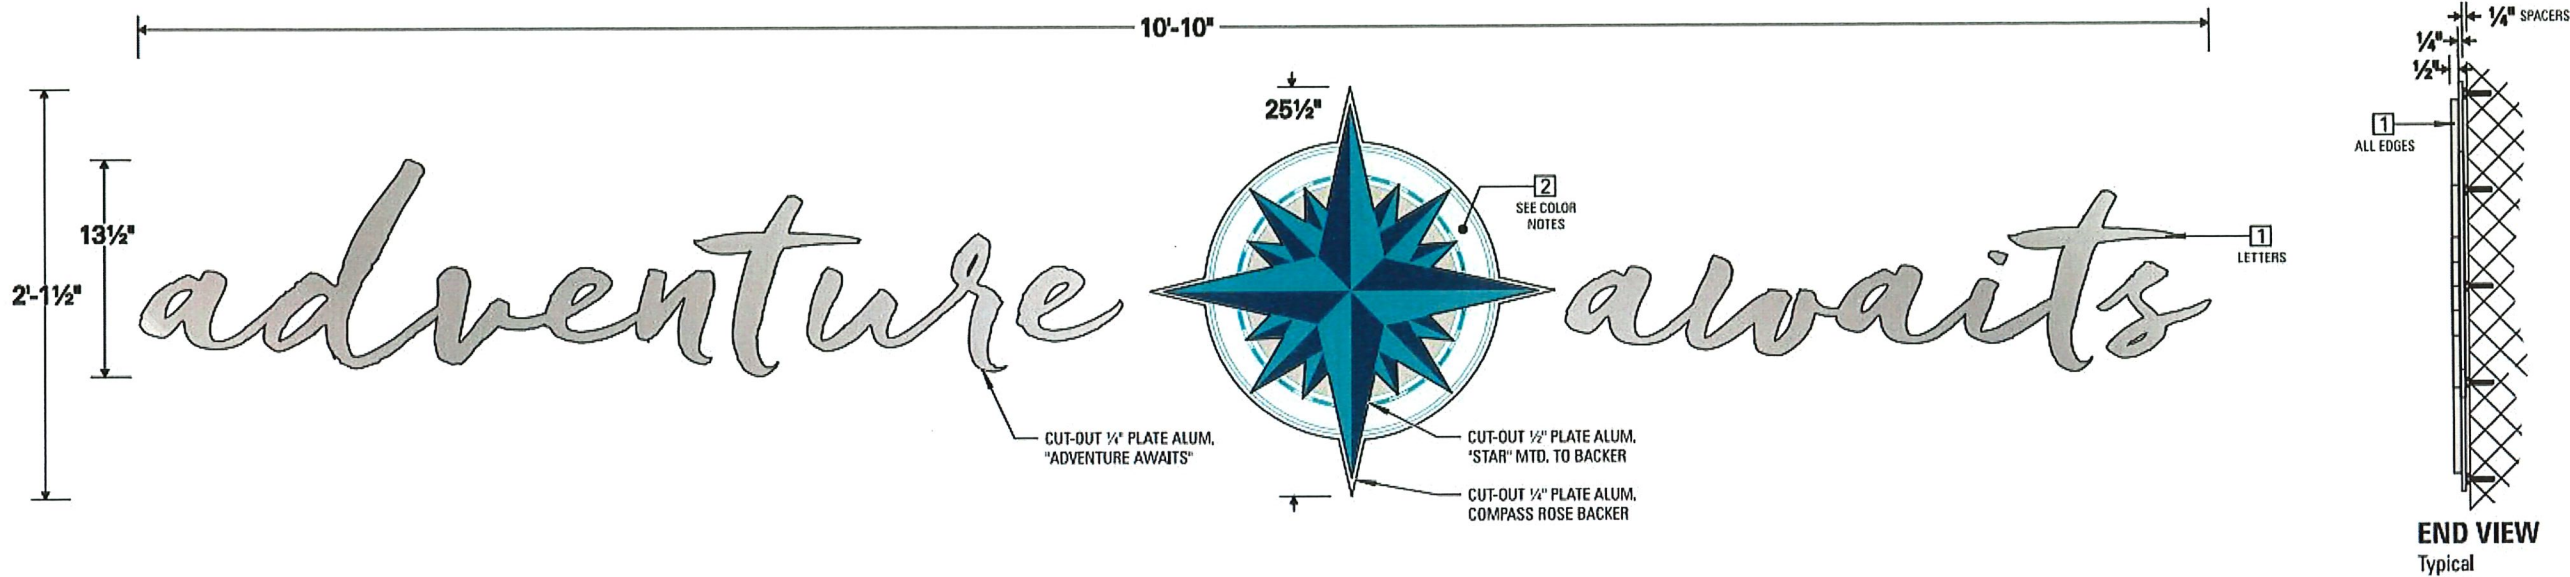 10'-10"
¼" SPACERS
¼"
½"
25½"
1
ALL EDGES
2
SEE COLOR
NOTES
13½"
2'-1½"
adventure awaits
1
LETTERS
CUT-OUT ¼" PLATE ALUM.
"ADVENTURE AWAITS"
CUT-OUT ½" PLATE ALUM.
"STAR" MTD. TO BACKER
CUT-OUT ¼" PLATE ALUM.
COMPASS ROSE BACKER
END VIEW
Typical